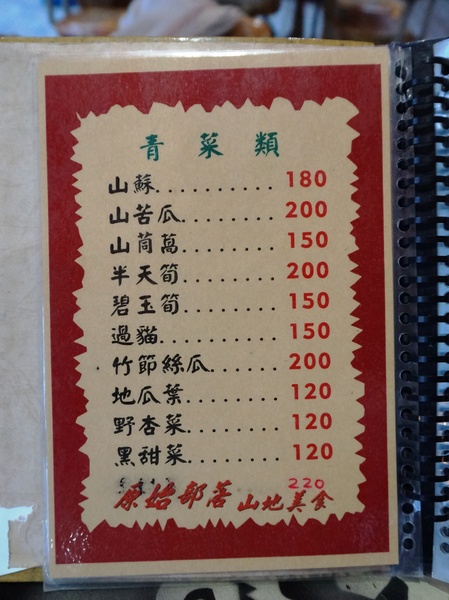 青菜類
山蘇.......... 180
山苦瓜........ 200
山茼萵........ 150
半天筍........ 200
碧玉筍........ 150
過貓.......... 150
竹節絲瓜...... 200
地瓜葉........ 120
野杏菜........ 120
黑甜菜........ 120
220
原始部落 山地美食